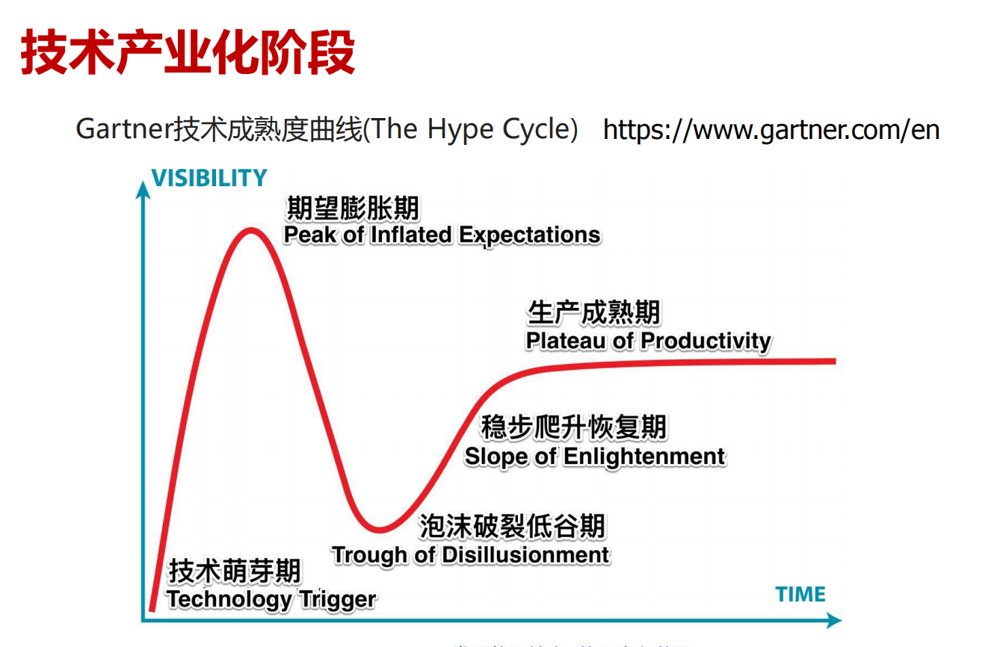 技术产业化阶段
Gartner技术成熟度曲线(The Hype Cycle) https://www.gartner.com/en
VISIBILITY
期望膨胀期
Peak of Inflated Expectations
生产成熟期
Plateau of Productivity
稳步爬升恢复期
Slope of Enlightenment
泡沫破裂低谷期
Trough of Disillusionment
技术萌芽期
Technology Trigger
TIME